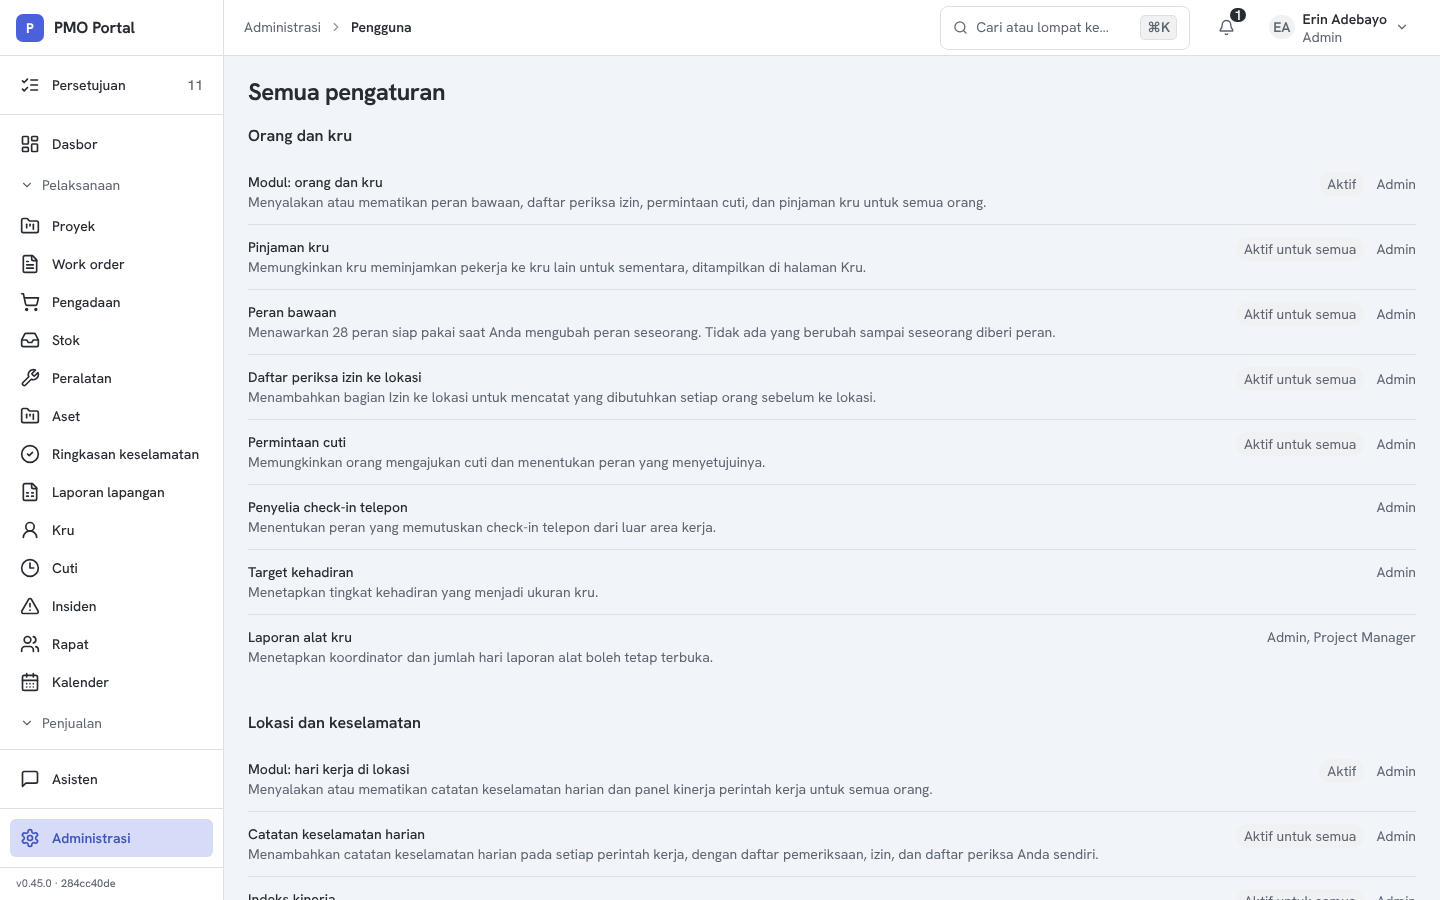 P PMO Portal
Administrasi > Pengguna
Cari atau lompat ke... ⌘K
1
EA Erin Adebayo
Admin
Persetujuan 11
Dasbor
Pelaksanaan
Proyek
Work order
Pengadaan
Stok
Peralatan
Aset
Ringkasan keselamatan
Laporan lapangan
Kru
Cuti
Insiden
Rapat
Kalender
Penjualan
Asisten
Administrasi
v0.45.0 · 284cc40de
Semua pengaturan
Orang dan kru
Modul: orang dan kru Aktif Admin
Menyalakan atau mematikan peran bawaan, daftar periksa izin, permintaan cuti, dan pinjaman kru untuk semua orang.
Pinjaman kru Aktif untuk semua Admin
Memungkinkan kru meminjamkan pekerja ke kru lain untuk sementara, ditampilkan di halaman Kru.
Peran bawaan Aktif untuk semua Admin
Menawarkan 28 peran siap pakai saat Anda mengubah peran seseorang. Tidak ada yang berubah sampai seseorang diberi peran.
Daftar periksa izin ke lokasi Aktif untuk semua Admin
Menambahkan bagian Izin ke lokasi untuk mencatat yang dibutuhkan setiap orang sebelum ke lokasi.
Permintaan cuti Aktif untuk semua Admin
Memungkinkan orang mengajukan cuti dan menentukan peran yang menyetujuinya.
Penyelia check-in telepon Admin
Menentukan peran yang memutuskan check-in telepon dari luar area kerja.
Target kehadiran Admin
Menetapkan tingkat kehadiran yang menjadi ukuran kru.
Laporan alat kru Admin, Project Manager
Menetapkan koordinator dan jumlah hari laporan alat boleh tetap terbuka.
Lokasi dan keselamatan
Modul: hari kerja di lokasi Aktif Admin
Menyalakan atau mematikan catatan keselamatan harian dan panel kinerja perintah kerja untuk semua orang.
Catatan keselamatan harian Aktif untuk semua Admin
Menambahkan catatan keselamatan harian pada setiap perintah kerja, dengan daftar pemeriksaan, izin, dan daftar periksa Anda sendiri.
Indeks kinerja Aktif untuk semua Admin